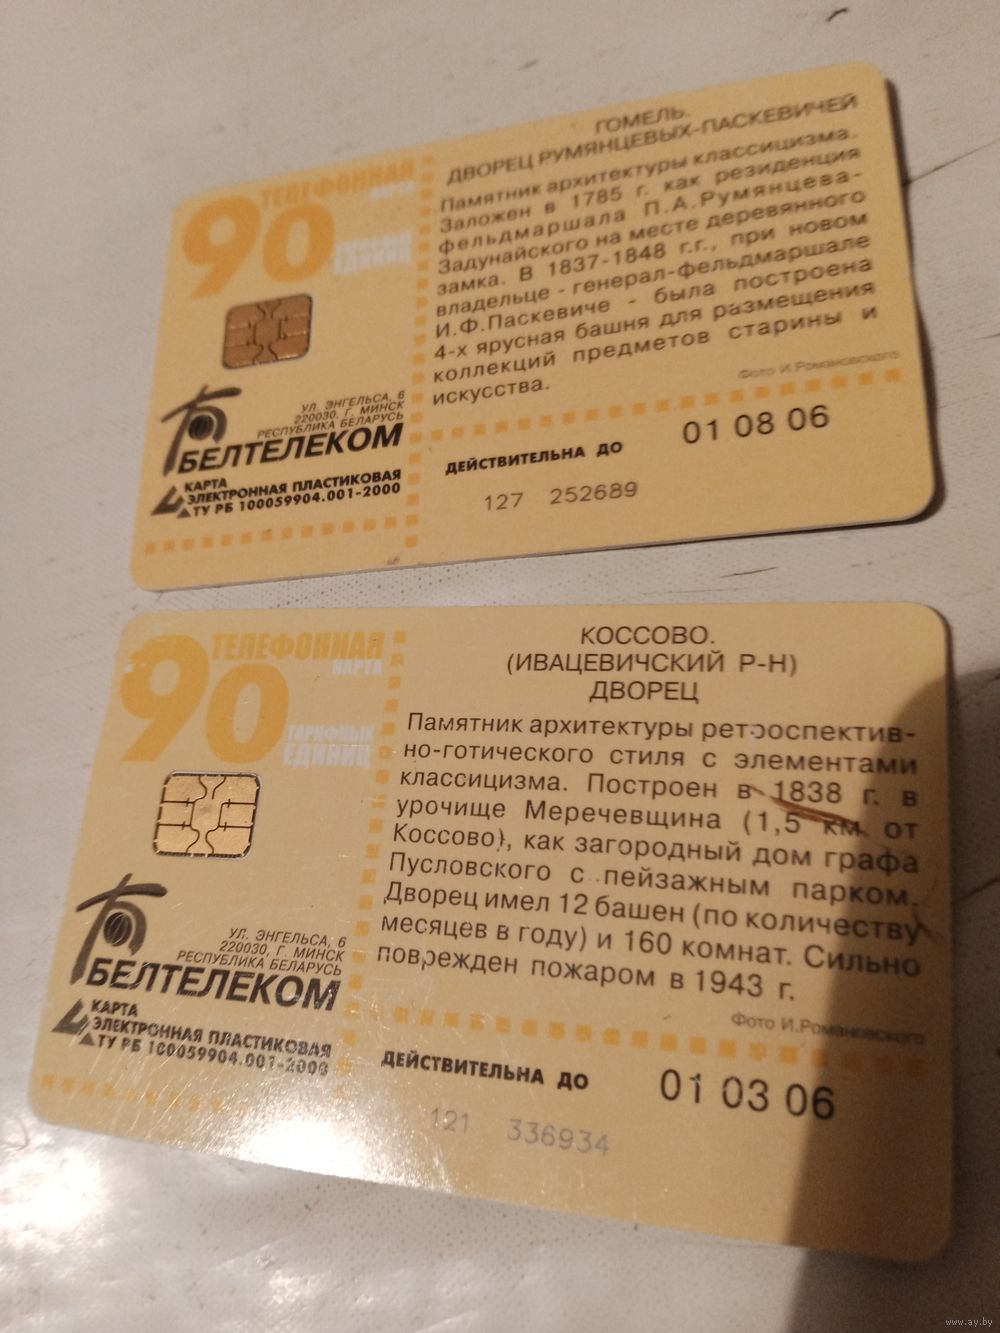 ТЕЛЕФОННАЯ
КАРТА
90
ТАРИФНЫХ
ЕДИНИЦ
УЛ. ЭНГЕЛЬСА, 6
220030, Г. МИНСК
РЕСПУБЛИКА БЕЛАРУСЬ
БЕЛТЕЛЕКОМ
КАРТА
ЭЛЕКТРОННАЯ ПЛАСТИКОВАЯ
ТУ РБ 100059904.001-2000
ГОМЕЛЬ.
ДВОРЕЦ РУМЯНЦЕВЫХ-ПАСКЕВИЧЕЙ
Памятник архитектуры классицизма.
Заложен в 1785 г. как резиденция
фельдмаршала П.А.Румянцева-
Задунайского на месте деревянного
замка. В 1837-1848 г.г., при новом
владельце - генерал-фельдмаршале
И.Ф.Паскевиче - была построена
4-х ярусная башня для размещения
коллекций предметов старины и
искусства.
Фото И.Романовского
ДЕЙСТВИТЕЛЬНА ДО 01 08 06
127 252689
ТЕЛЕФОННАЯ
КАРТА
90
ТАРИФНЫХ
ЕДИНИЦ
УЛ. ЭНГЕЛЬСА, 6
220030, Г. МИНСК
РЕСПУБЛИКА БЕЛАРУСЬ
БЕЛТЕЛЕКОМ
КАРТА
ЭЛЕКТРОННАЯ ПЛАСТИКОВАЯ
ТУ РБ 100059904.001-2000
КОССОВО.
(ИВАЦЕВИЧСКИЙ Р-Н)
ДВОРЕЦ
Памятник архитектуры ретроспектив-
но-готического стиля с элементами
классицизма. Построен в 1838 г. в
урочище Меречевщина (1,5 км. от
Коссово), как загородный дом графа
Пусловского с пейзажным парком.
Дворец имел 12 башен (по количеству
месяцев в году) и 160 комнат. Сильно
поврежден пожаром в 1943 г.
Фото И.Романовского
ДЕЙСТВИТЕЛЬНА ДО 01 03 06
121 336934
www.ay.by